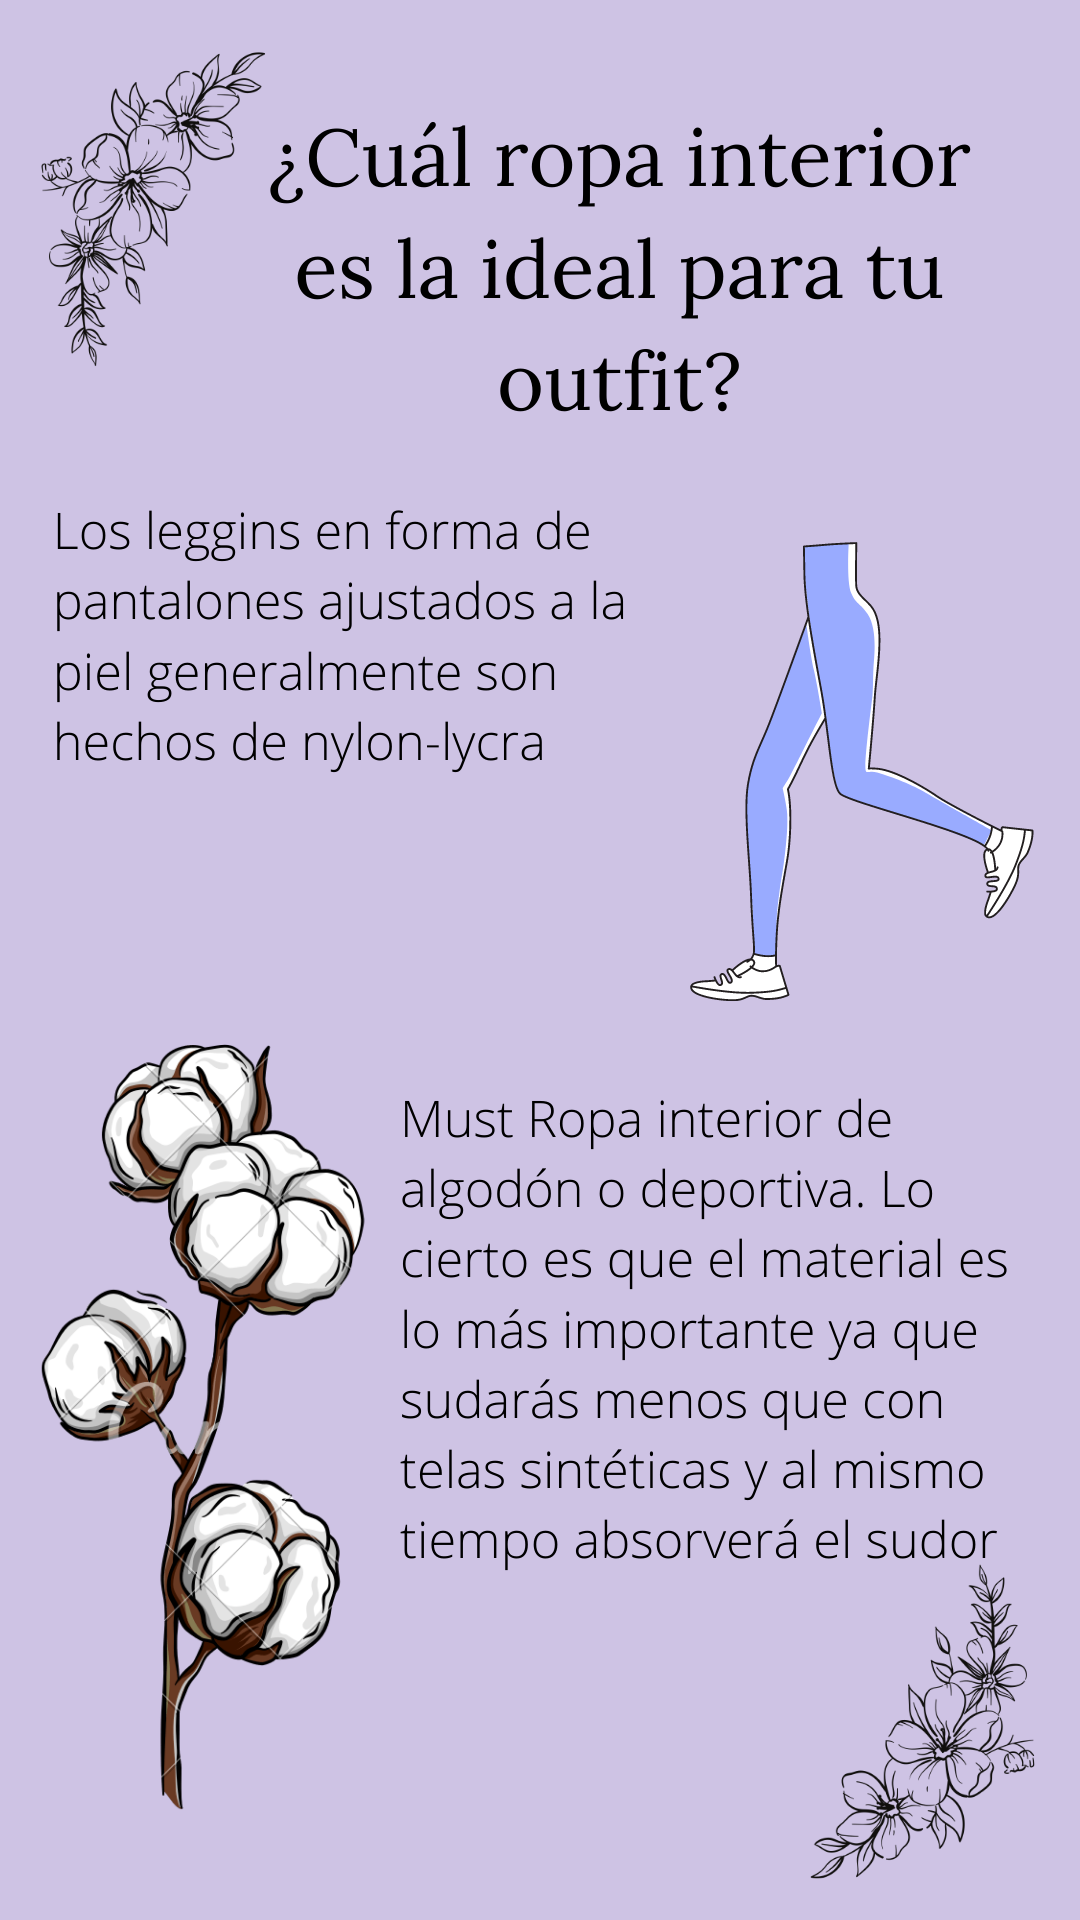 ¿Cuál ropa interior
es la ideal para tu
outfit?
Los leggins en forma de
pantalones ajustados a la
piel generalmente son
hechos de nylon-lycra
Must Ropa interior de
algodón o deportiva. Lo
cierto es que el material es
lo más importante ya que
sudarás menos que con
telas sintéticas y al mismo
tiempo absorverá el sudor